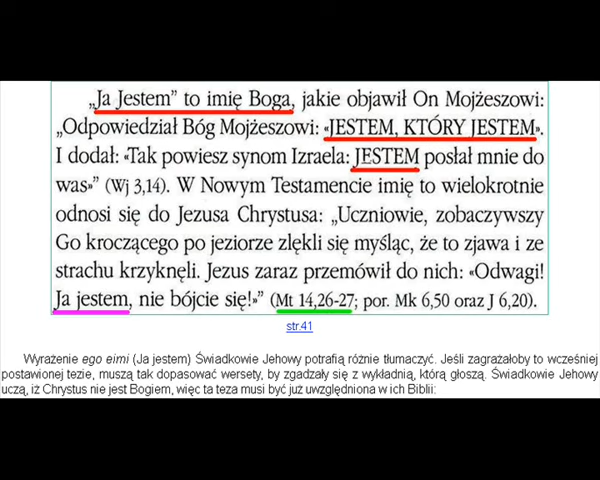 „Ja Jestem” to imię Boga, jakie objawił On Mojżeszowi:
„Odpowiedział Bóg Mojżeszowi: «JESTEM, KTÓRY JESTEM».
I dodał: «Tak powiesz synom Izraela: JESTEM posłał mnie do
was»” (Wj 3,14). W Nowym Testamencie imię to wielokrotnie
odnosi się do Jezusa Chrystusa: „Uczniowie, zobaczywszy
Go kroczącego po jeziorze zlękli się myśląc, że to zjawa i ze
strachu krzyknęli. Jezus zaraz przemówił do nich: «Odwagi!
Ja jestem, nie bójcie się!»” (Mt 14,26-27; por. Mk 6,50 oraz J 6,20).
str.41
Wyrażenie ego eimi (Ja jestem) Świadkowie Jehowy potrafią różnie tłumaczyć. Jeśli zagrażałoby to wcześniej
postawionej tezie, muszą tak dopasować wersety, by zgadzały się z wykładnią, którą głoszą. Świadkowie Jehowy
uczą, iż Chrystus nie jest Bogiem, więc ta teza musi być już uwzględniona w ich Biblii: